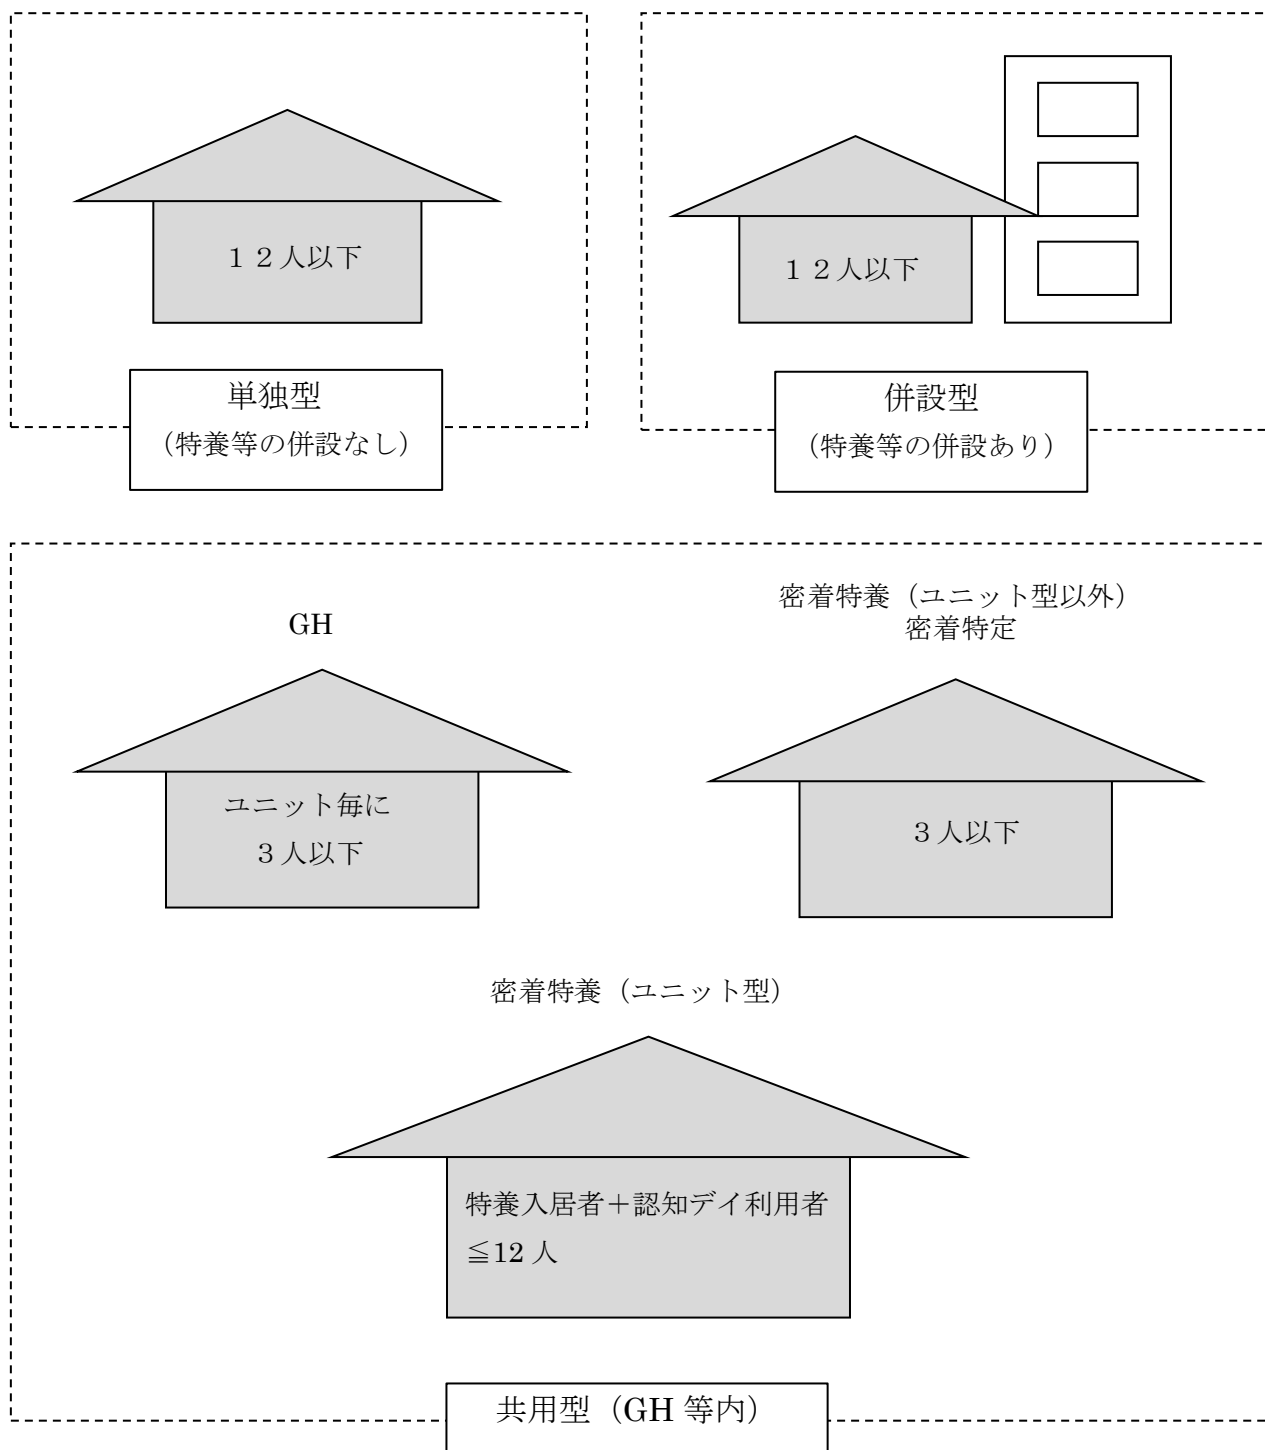 １２人以下
単独型
（特養等の併設なし）
１２人以下
併設型
（特養等の併設あり）
GH
ユニット毎に
３人以下
密着特養（ユニット型以外）
密着特定
３人以下
密着特養（ユニット型）
特養入居者＋認知デイ利用者
≦12 人
共用型（GH 等内）